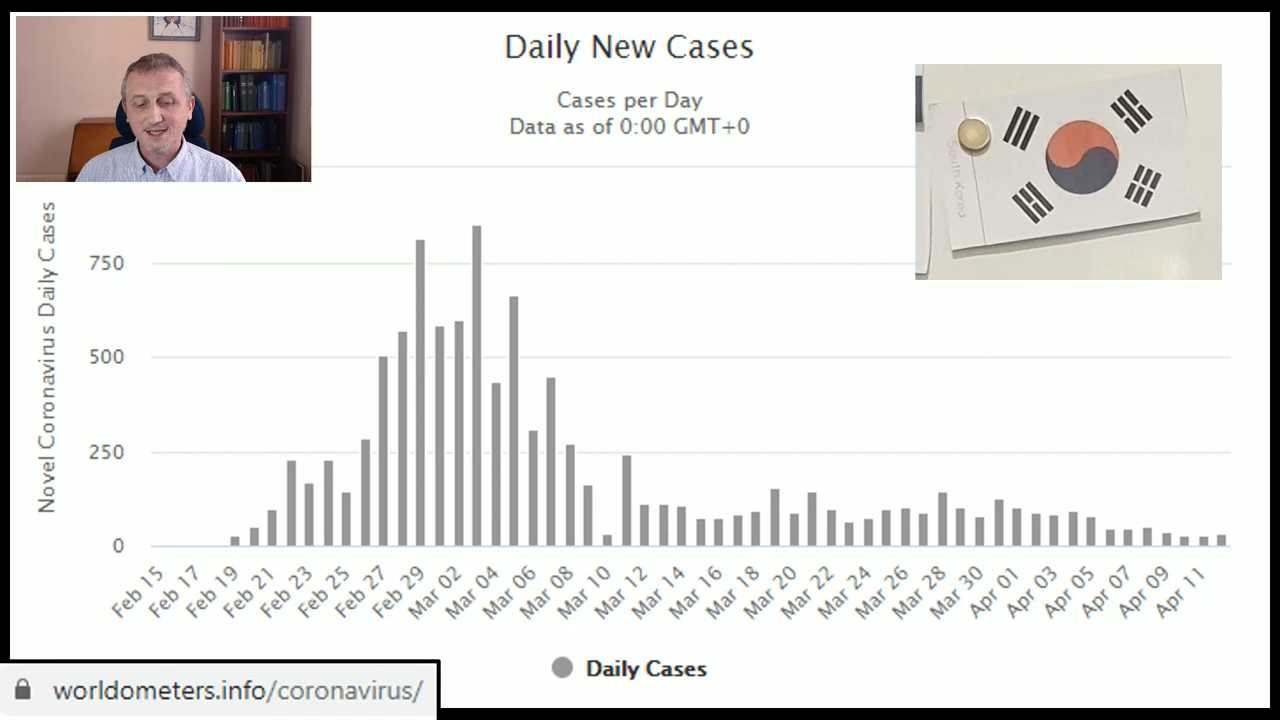 Daily New Cases
Cases per Day
Data as of 0:00 GMT+0
South Korea
Novel Coronavirus Daily Cases
750
500
250
0
Feb 15
Feb 17
Feb 19
Feb 21
Feb 23
Feb 25
Feb 27
Feb 29
Mar 02
Mar 04
Mar 06
Mar 08
Mar 10
Mar 12
Mar 14
Mar 16
Mar 18
Mar 20
Mar 22
Mar 24
Mar 26
Mar 28
Mar 30
Apr 01
Apr 03
Apr 05
Apr 07
Apr 09
Apr 11
Daily Cases
worldometers.info/coronavirus/